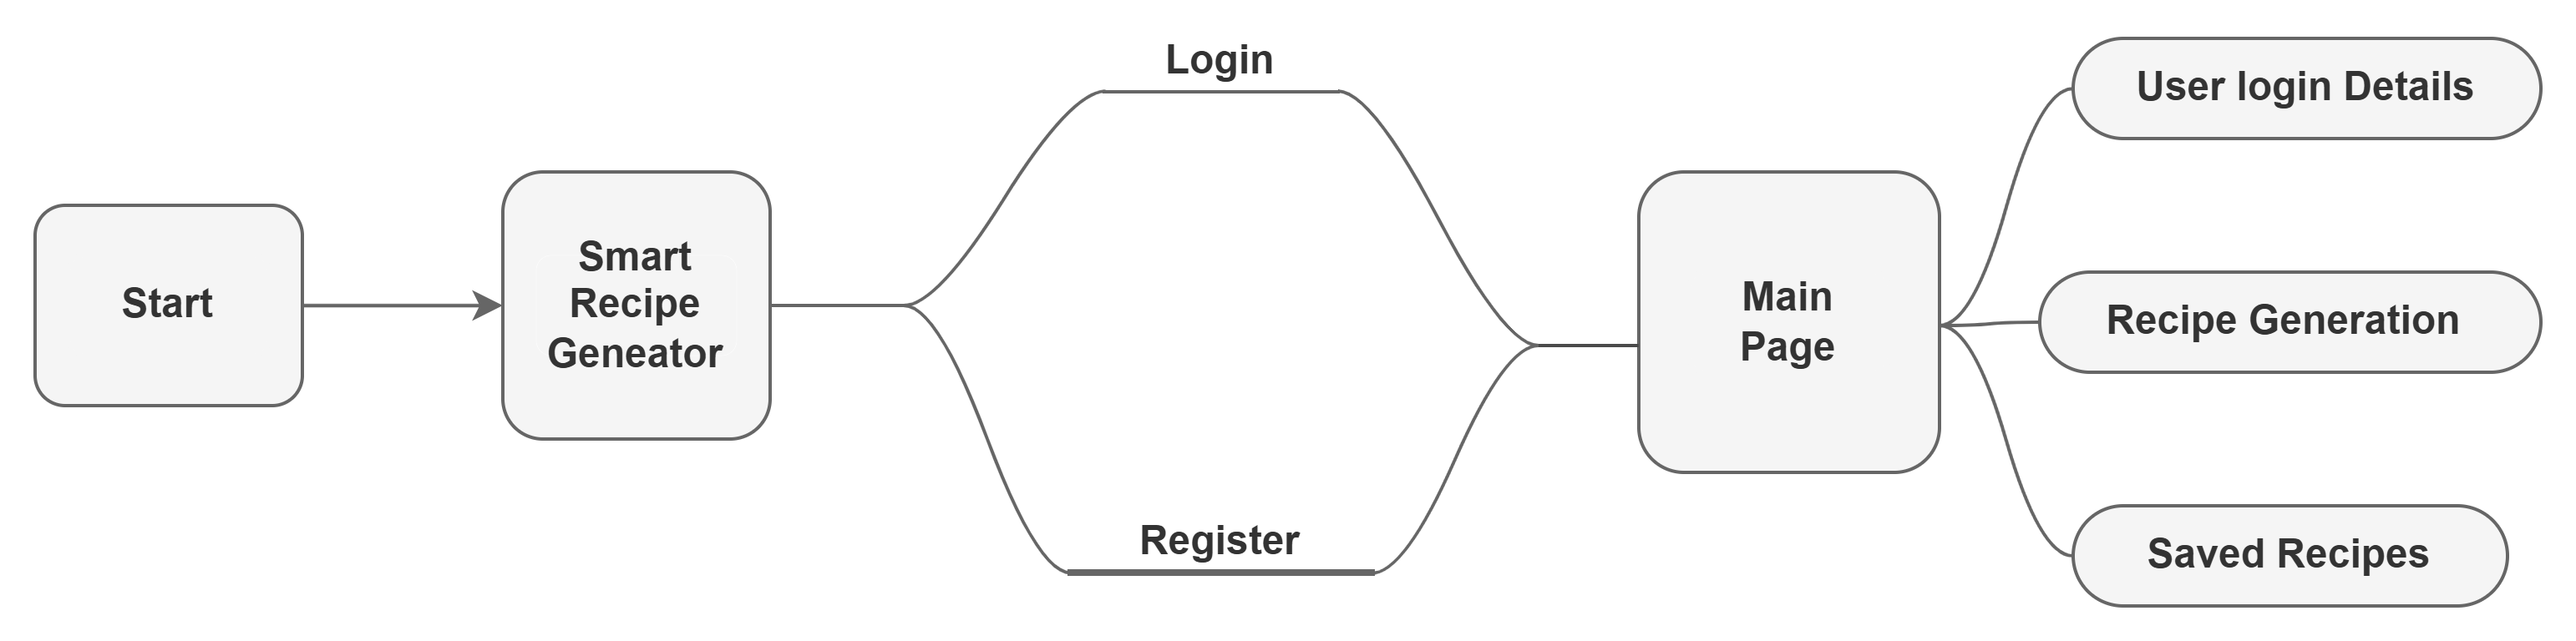 Start
Smart
Recipe
Geneator
Login
Register
Main
Page
User login Details
Recipe Generation
Saved Recipes